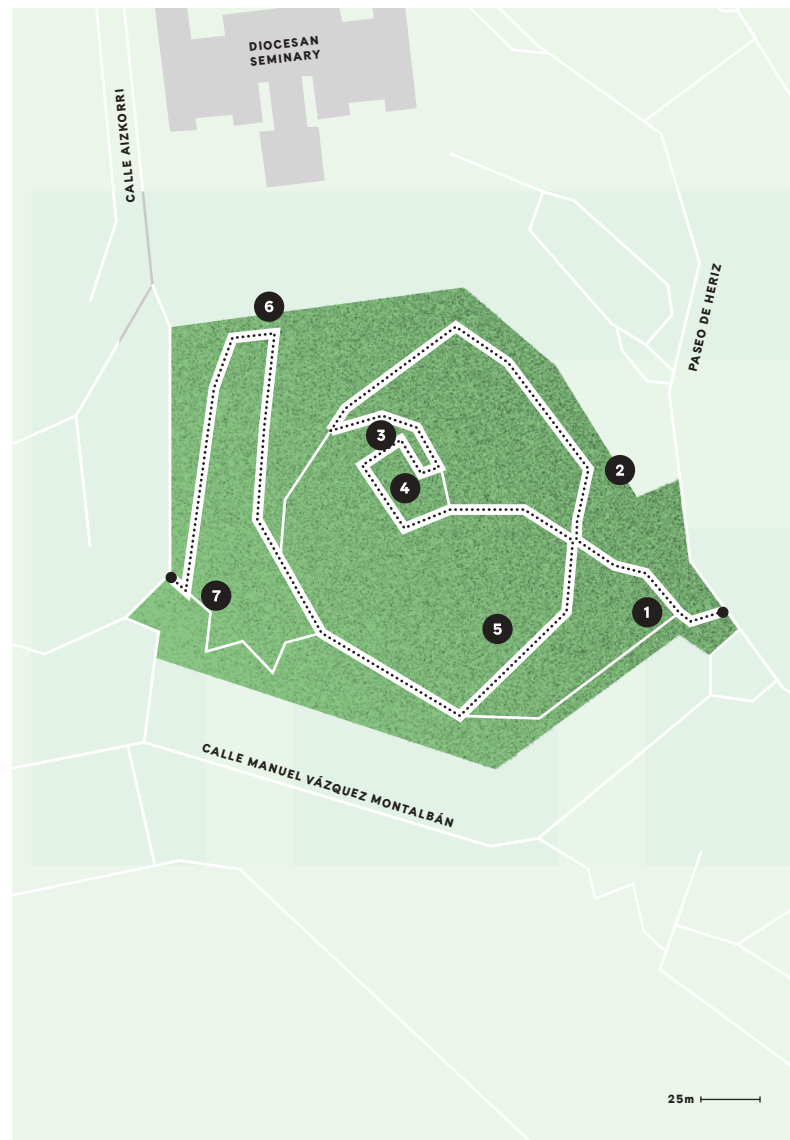 DIOCESAN
SEMINARY
CALLE AIZKORRI
PASEO DE HERIZ
6
3
2
4
7
1
5
CALLE MANUEL VÁZQUEZ MONTALBÁN
25m